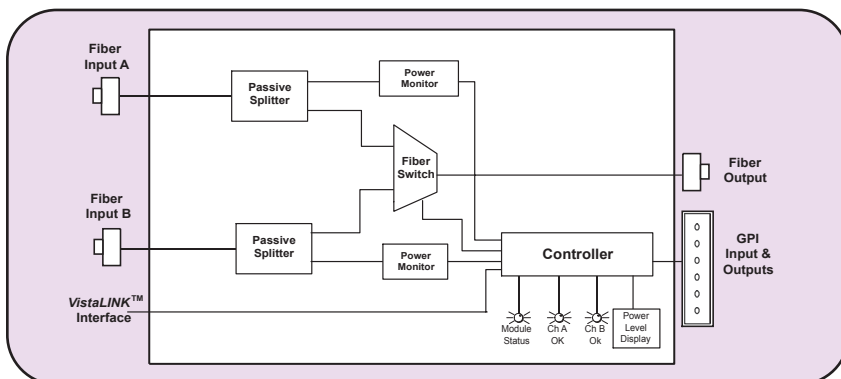 Fiber
Input A
Passive
Splitter
Power
Monitor
Fiber
Switch
Fiber
Output
Fiber
Input B
Passive
Splitter
Power
Monitor
Controller
GPI
Input &
Outputs
VistaLINK™
Interface
Module
Status
Ch A
OK
Ch B
Ok
Power
Level
Display